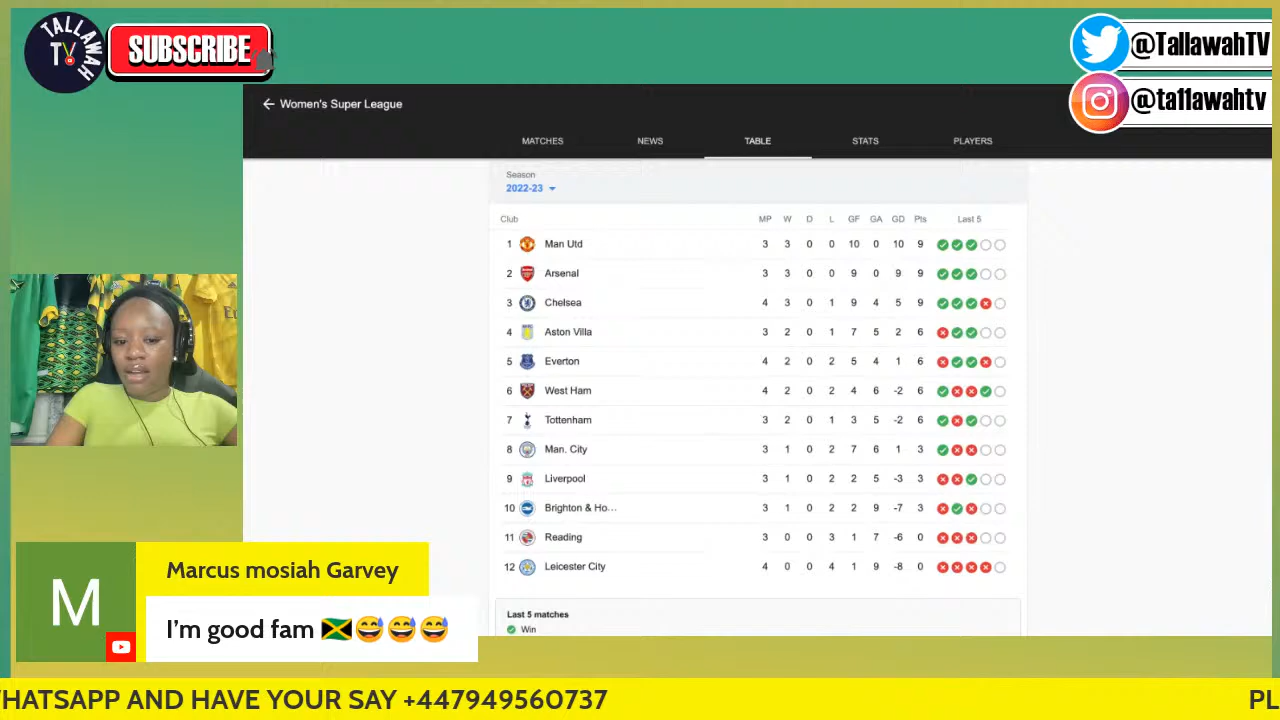 TALLAWAH
TV
SUBSCRIBE
@TallawahTV
@ta11awahtv
← Women's Super League
MATCHES NEWS TABLE STATS PLAYERS
Season
2022-23
Club MP W D L GF GA GD Pts Last 5
1 Man Utd 3 3 0 0 10 0 10 9
2 Arsenal 3 3 0 0 9 0 9 9
3 Chelsea 4 3 0 1 9 4 5 9
4 Aston Villa 3 2 0 1 7 5 2 6
5 Everton 4 2 0 2 5 4 1 6
6 West Ham 4 2 0 2 4 6 -2 6
7 Tottenham 3 2 0 1 3 5 -2 6
8 Man. City 3 1 0 2 7 6 1 3
9 Liverpool 3 1 0 2 2 5 -3 3
10 Brighton & Ho... 3 1 0 2 2 9 -7 3
11 Reading 3 0 0 3 1 7 -6 0
12 Leicester City 4 0 0 4 1 9 -8 0
Last 5 matches
Win
M
Marcus mosiah Garvey
I'm good fam 🇯🇲😅😅😅
WHATSAPP AND HAVE YOUR SAY +447949560737 PL